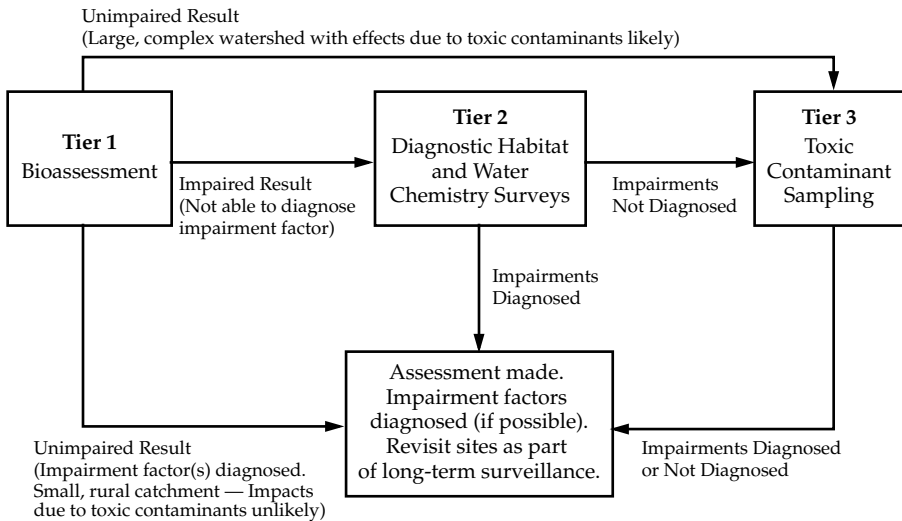 Unimpaired Result
(Large, complex watershed with effects due to toxic contaminants likely)
Tier 1
Bioassessment
Impaired Result
(Not able to diagnose
impairment factor)
Tier 2
Diagnostic Habitat
and Water
Chemistry Surveys
Impairments
Not Diagnosed
Tier 3
Toxic
Contaminant
Sampling
Impairments
Diagnosed
Assessment made.
Impairment factors
diagnosed (if possible).
Revisit sites as part
of long-term surveillance.
Unimpaired Result
(Impairment factor(s) diagnosed.
Small, rural catchment — Impacts
due to toxic contaminants unlikely)
Impairments Diagnosed
or Not Diagnosed